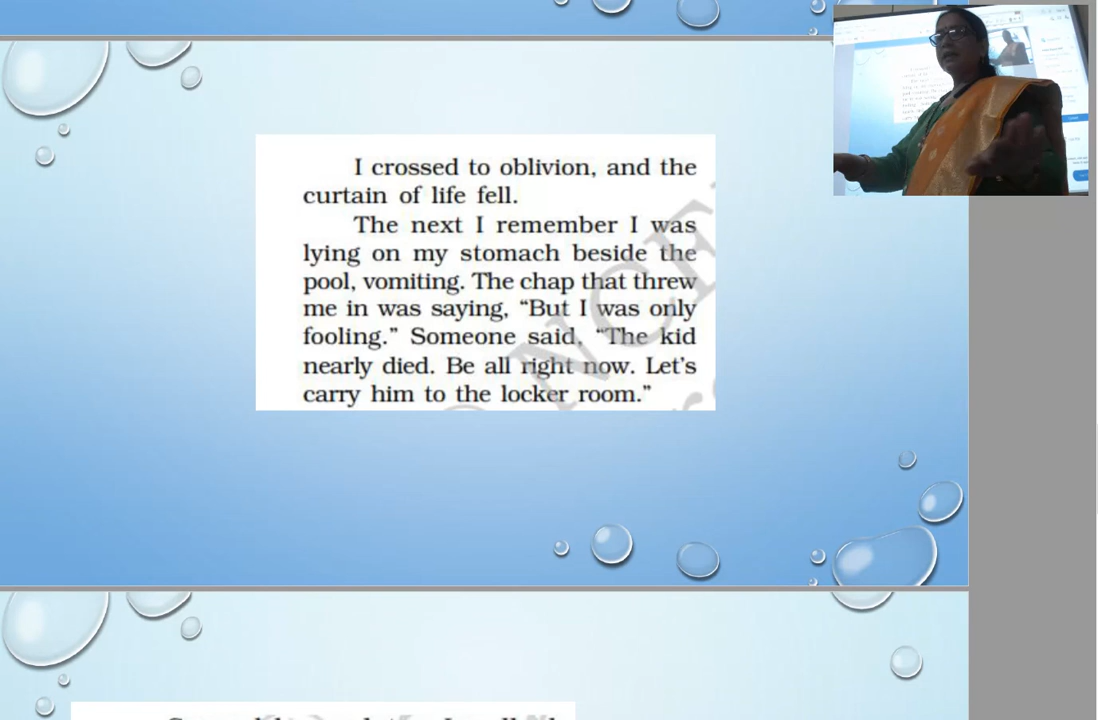 I crossed to oblivion, and the
curtain of life fell.
The next I remember I was
lying on my stomach beside the
pool, vomiting. The chap that threw
me in was saying, “But I was only
fooling.” Someone said, “The kid
nearly died. Be all right now. Let’s
carry him to the locker room.”